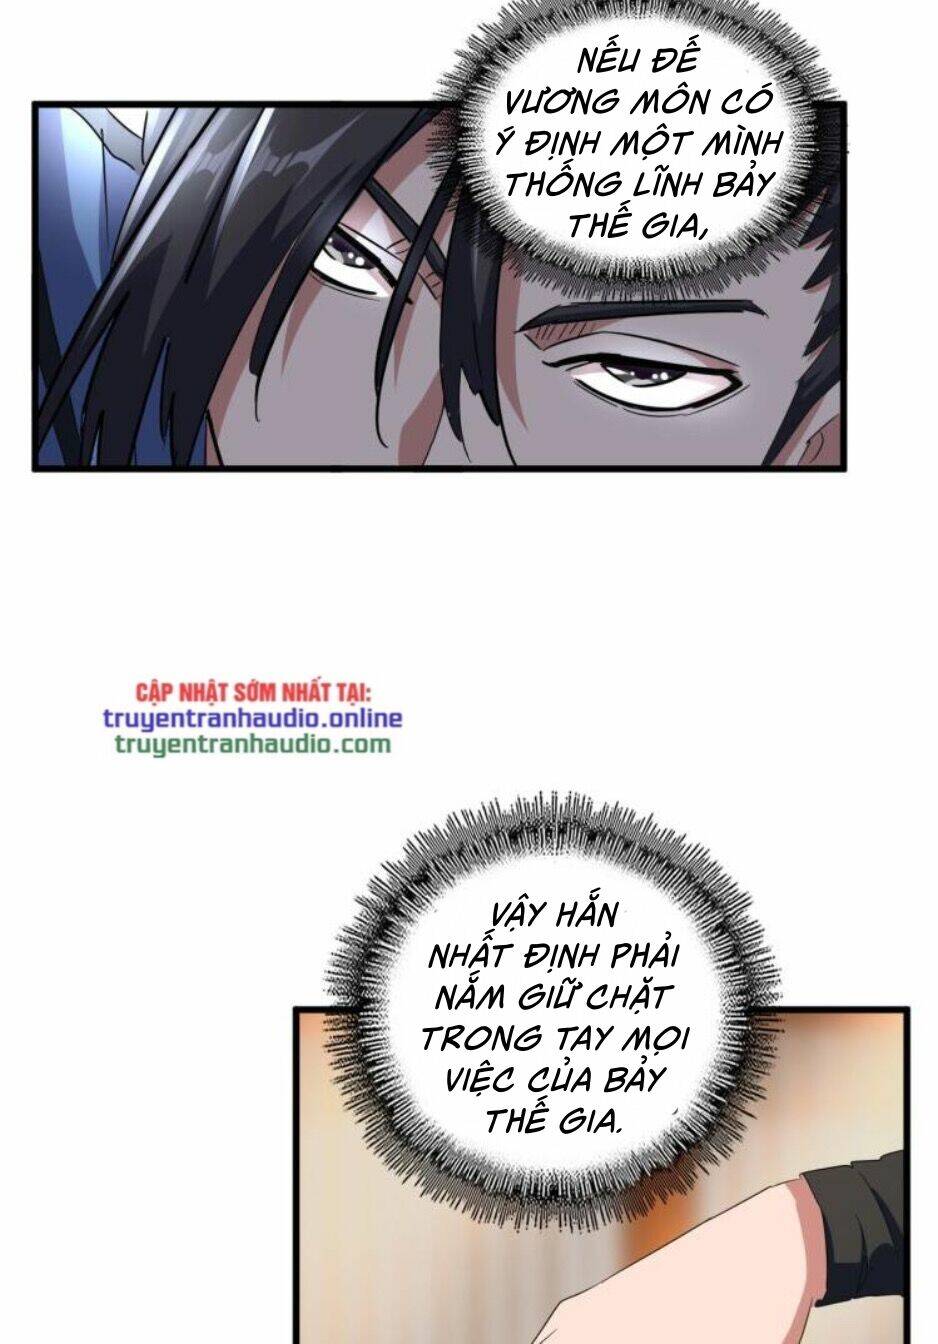 NẾU ĐẾ
VƯƠNG MÔN CÓ
Ý ĐỊNH MỘT MÌNH
THỐNG LĨNH BẢY
THẾ GIA,
CẬP NHẬT SỚM NHẤT TẠI:
truyentranhaudio.online
truyentranhaudio.com
VẬY HẮN
NHẤT ĐỊNH PHẢI
NẮM GIỮ CHẶT
TRONG TAY MỌI
VIỆC CỦA BẢY
THẾ GIA.